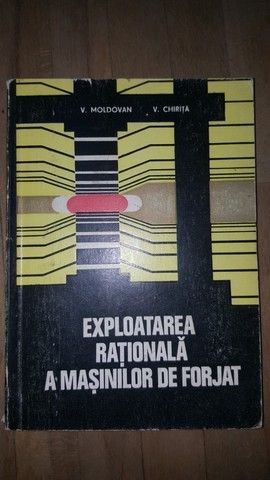 V. MOLDOVAN V. CHIRIȚĂ
EXPLOATAREA
RAȚIONALĂ
A MAȘINILOR DE FORJAT